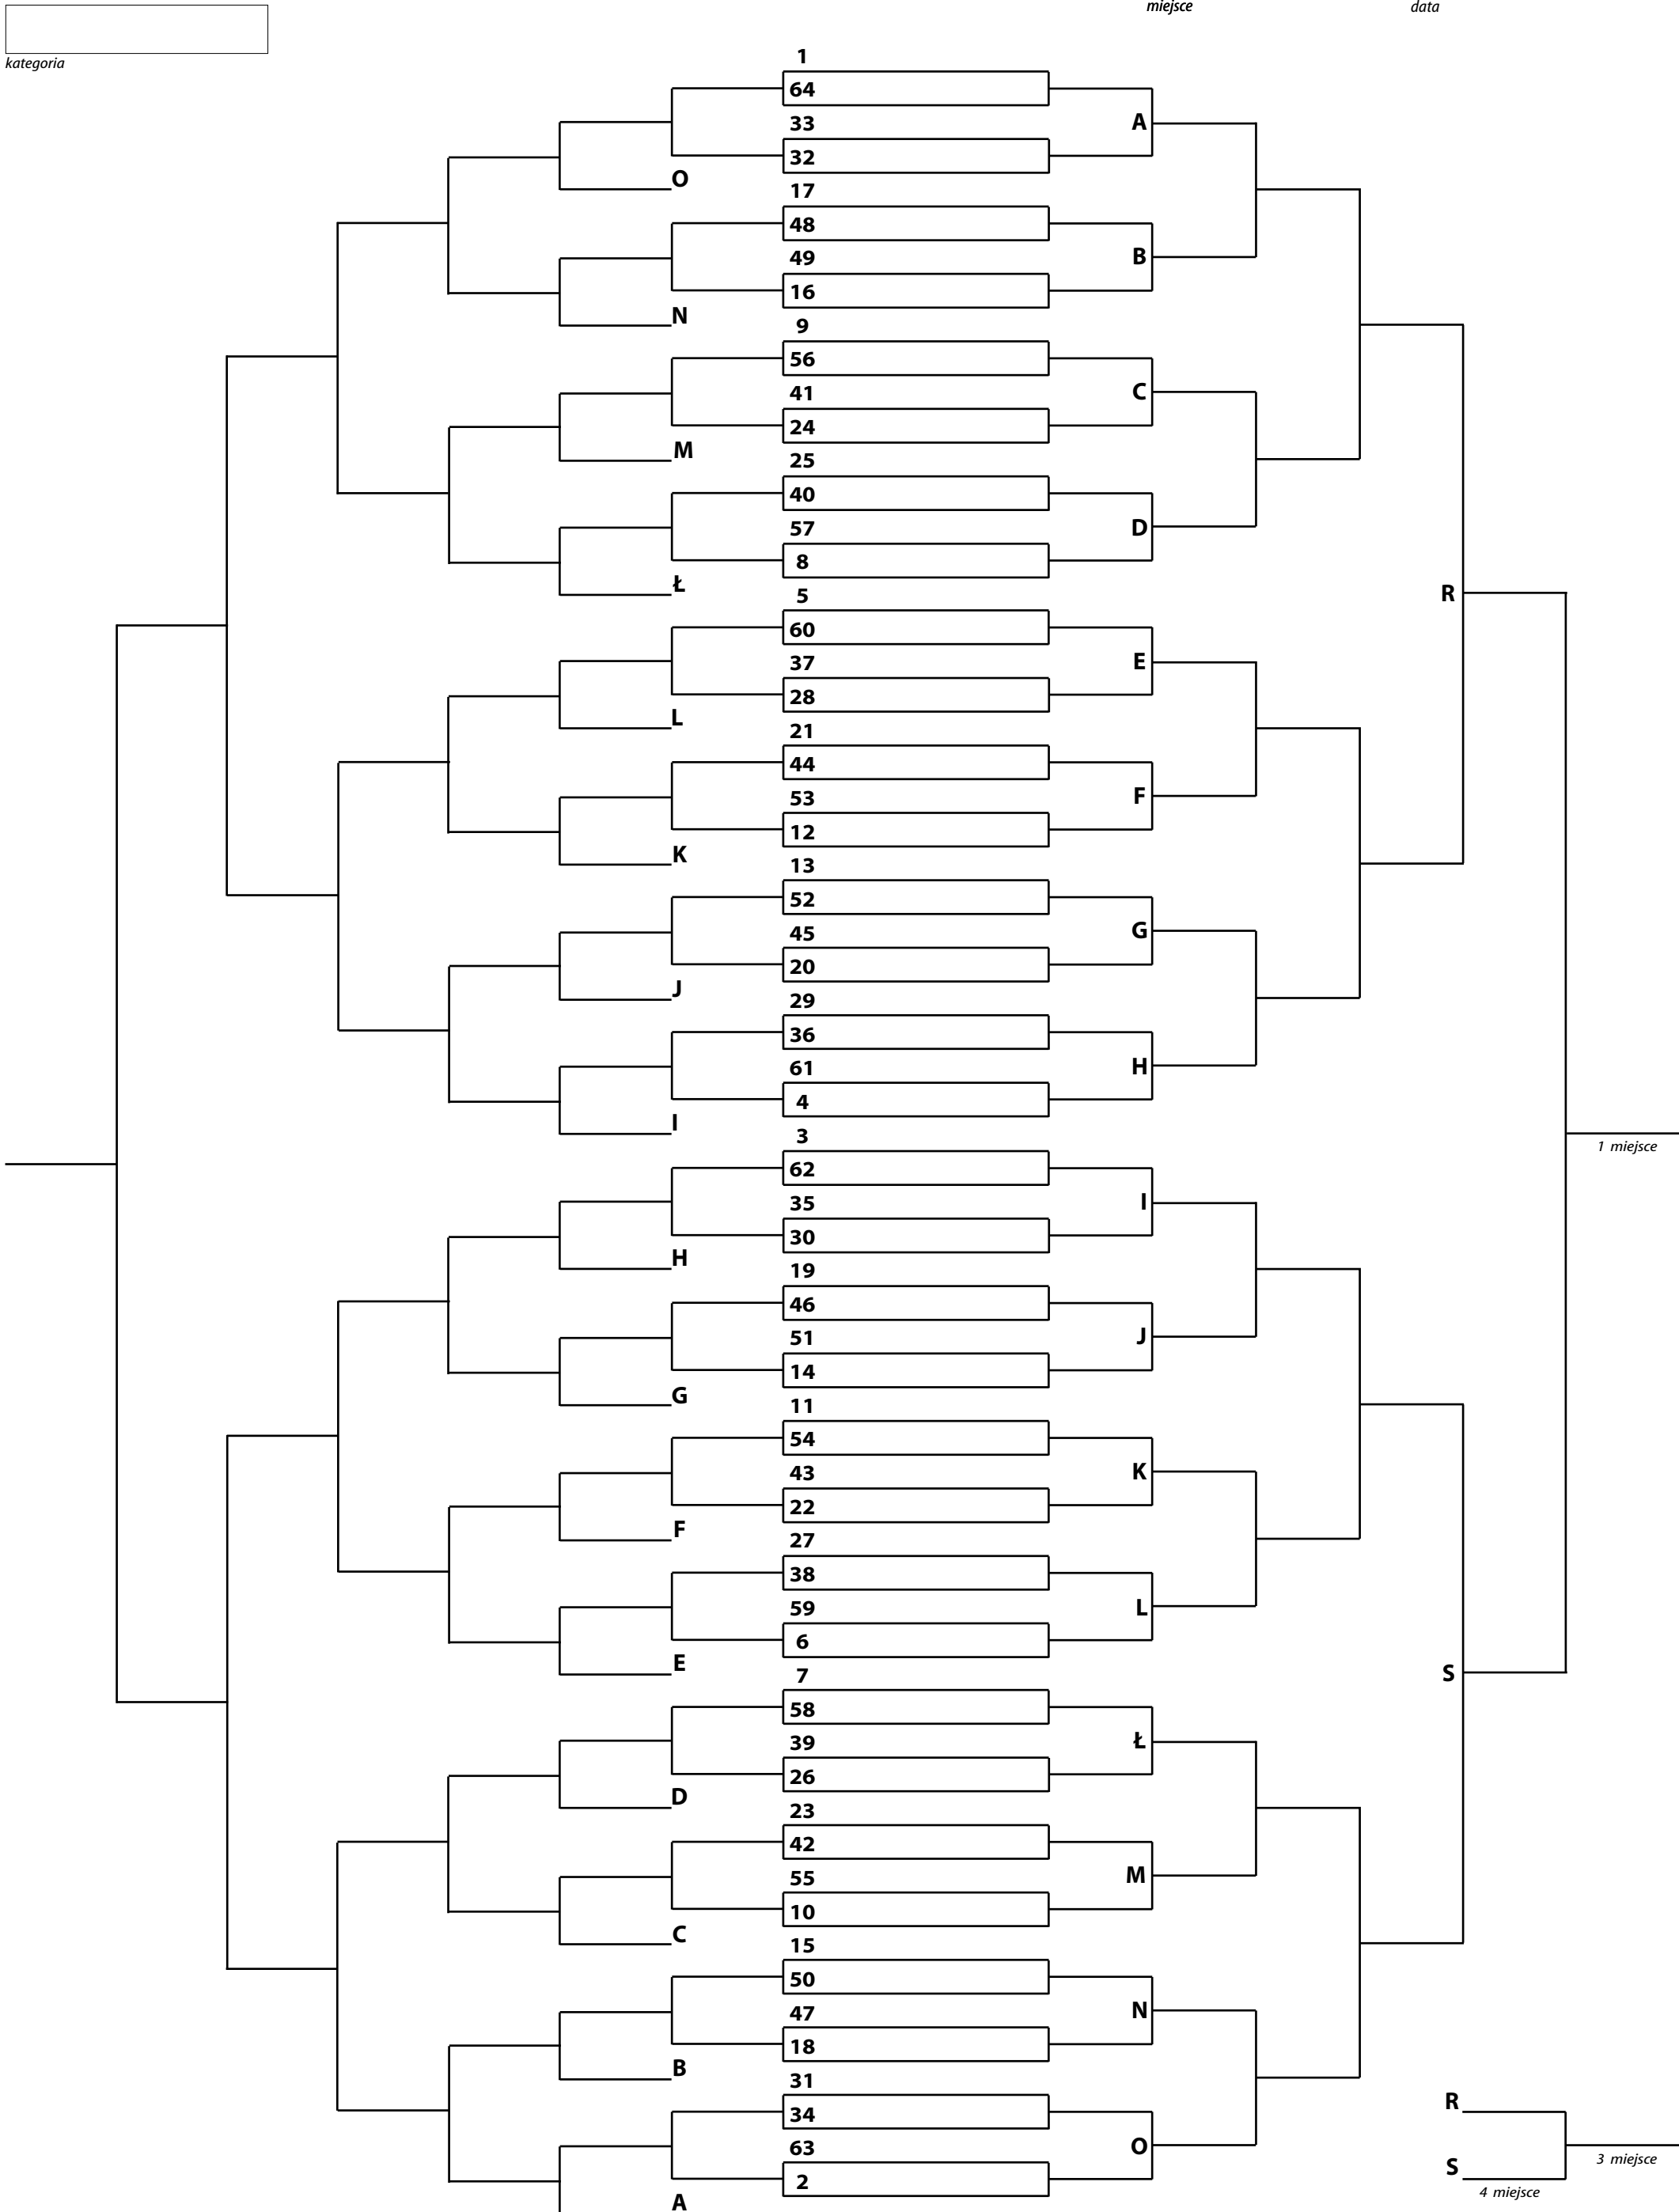 miejsce data
kategoria
1
64
33 A
32
O
17
48
49 B
16
N
9
56
41 C
24
M
25
40
57 D
8
Ł
5 R
60
37 E
28
L
21
44
53 F
12
K
13
52
45 G
20
J
29
36
61 H
4
I
3
1 miejsce
62
35 I
30
H
19
46
51 J
14
G
11
54
43 K
22
F
27
38
59 L
6
E
7 S
58
39 Ł
26
D
23
42
55 M
10
C
15
50
47 N
18
B
31
R
34
63 O
3 miejsce
S
2
4 miejsce
A